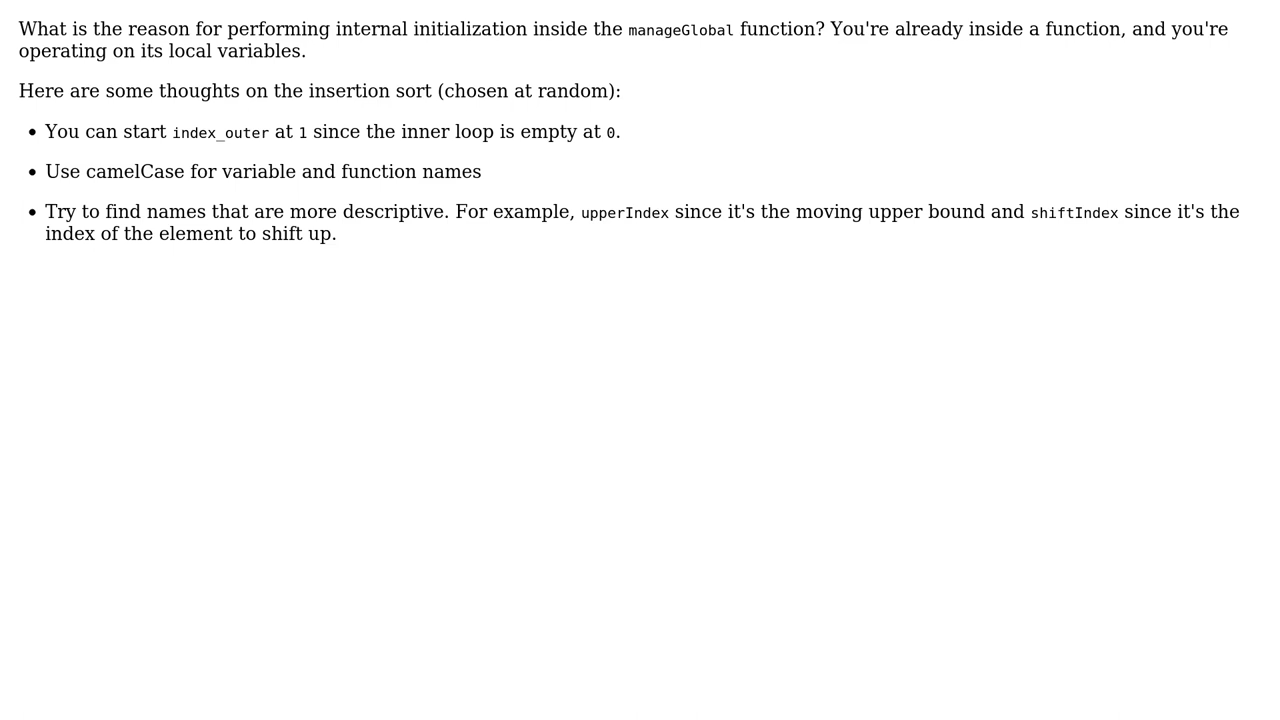 What is the reason for performing internal initialization inside the manageGlobal function? You're already inside a function, and you're
operating on its local variables.
Here are some thoughts on the insertion sort (chosen at random):
• You can start index_outer at 1 since the inner loop is empty at 0.
• Use camelCase for variable and function names
• Try to find names that are more descriptive. For example, upperIndex since it's the moving upper bound and shiftIndex since it's the
index of the element to shift up.